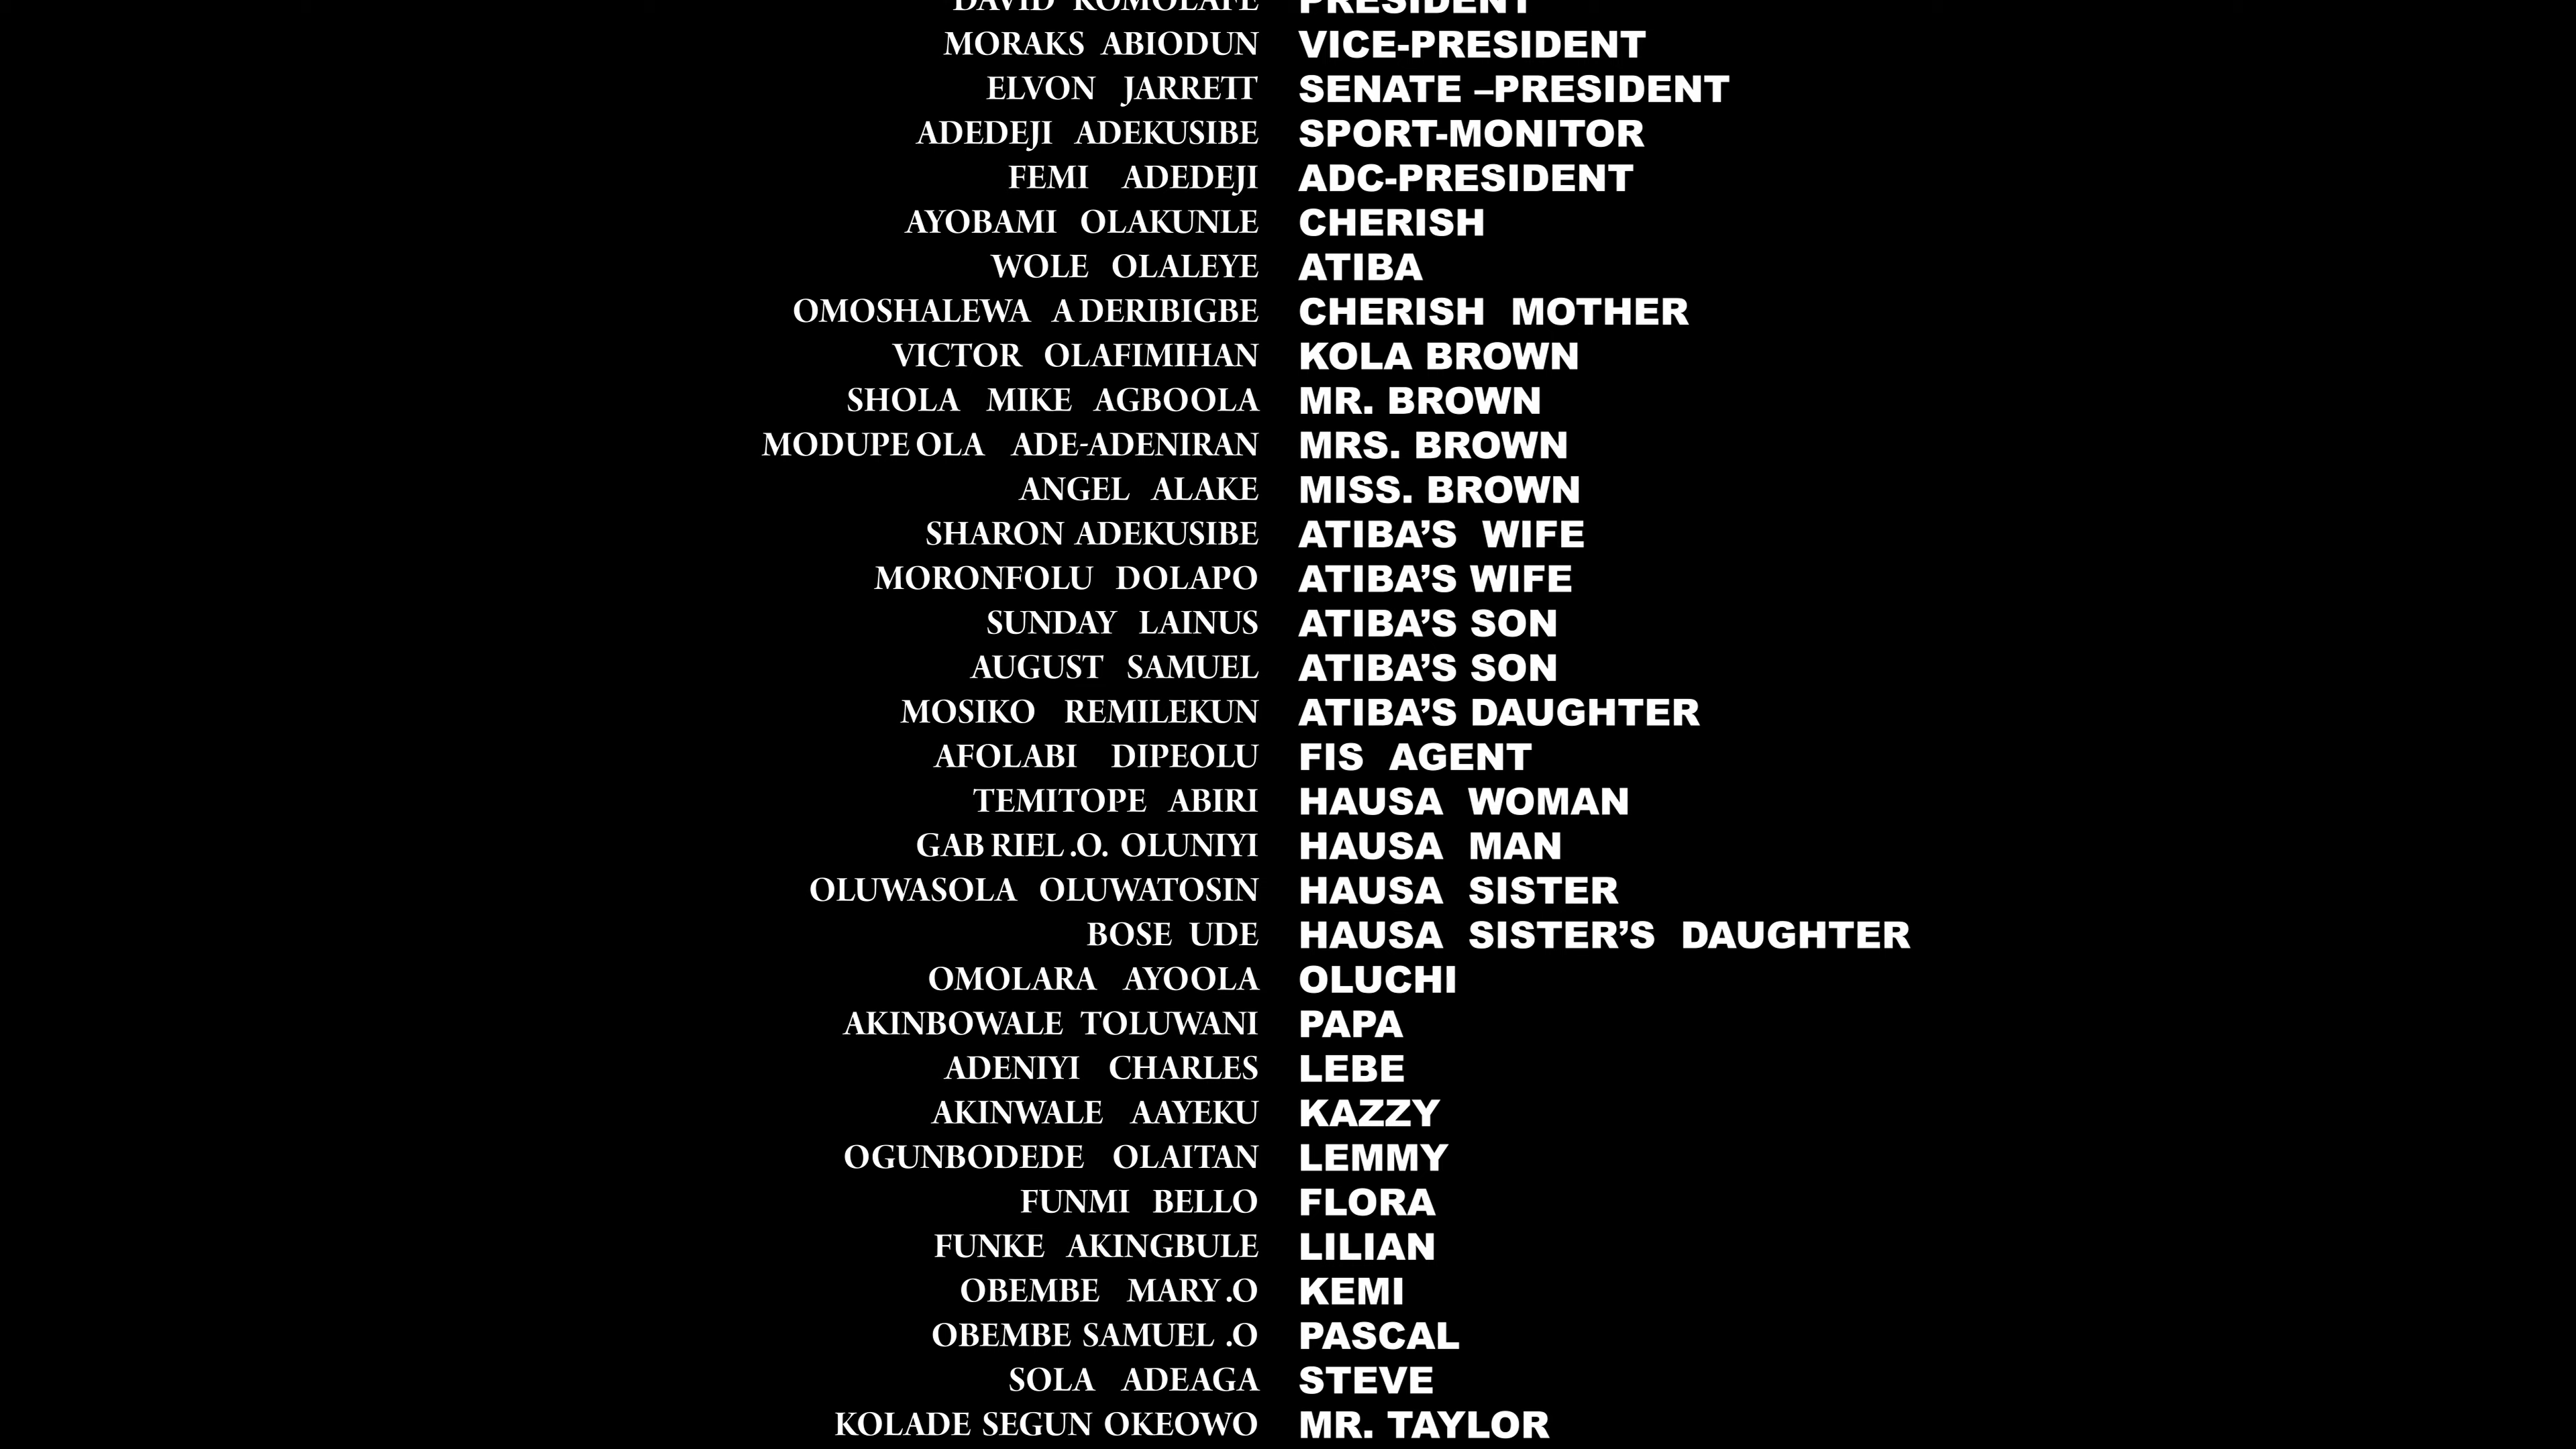 DAVID KOMOLAFE PRESIDENT
MORAKS ABIODUN VICE-PRESIDENT
ELVON JARRETT SENATE –PRESIDENT
ADEDEJI ADEKUSIBE SPORT-MONITOR
FEMI ADEDEJI ADC-PRESIDENT
AYOBAMI OLAKUNLE CHERISH
WOLE OLALEYE ATIBA
OMOSHALEWA A DERIBIGBE CHERISH MOTHER
VICTOR OLAFIMIHAN KOLA BROWN
SHOLA MIKE AGBOOLA MR. BROWN
MODUPE OLA ADE-ADENIRAN MRS. BROWN
ANGEL ALAKE MISS. BROWN
SHARON ADEKUSIBE ATIBA’S WIFE
MORONFOLU DOLAPO ATIBA’S WIFE
SUNDAY LAINUS ATIBA’S SON
AUGUST SAMUEL ATIBA’S SON
MOSIKO REMILEKUN ATIBA’S DAUGHTER
AFOLABI DIPEOLU FIS AGENT
TEMITOPE ABIRI HAUSA WOMAN
GAB RIEL .O. OLUNIYI HAUSA MAN
OLUWASOLA OLUWATOSIN HAUSA SISTER
BOSE UDE HAUSA SISTER’S DAUGHTER
OMOLARA AYOOLA OLUCHI
AKINBOWALE TOLUWANI PAPA
ADENIYI CHARLES LEBE
AKINWALE AAYEKU KAZZY
OGUNBODEDE OLAITAN LEMMY
FUNMI BELLO FLORA
FUNKE AKINGBULE LILIAN
OBEMBE MARY .O KEMI
OBEMBE SAMUEL .O PASCAL
SOLA ADEAGA STEVE
KOLADE SEGUN OKEOWO MR. TAYLOR